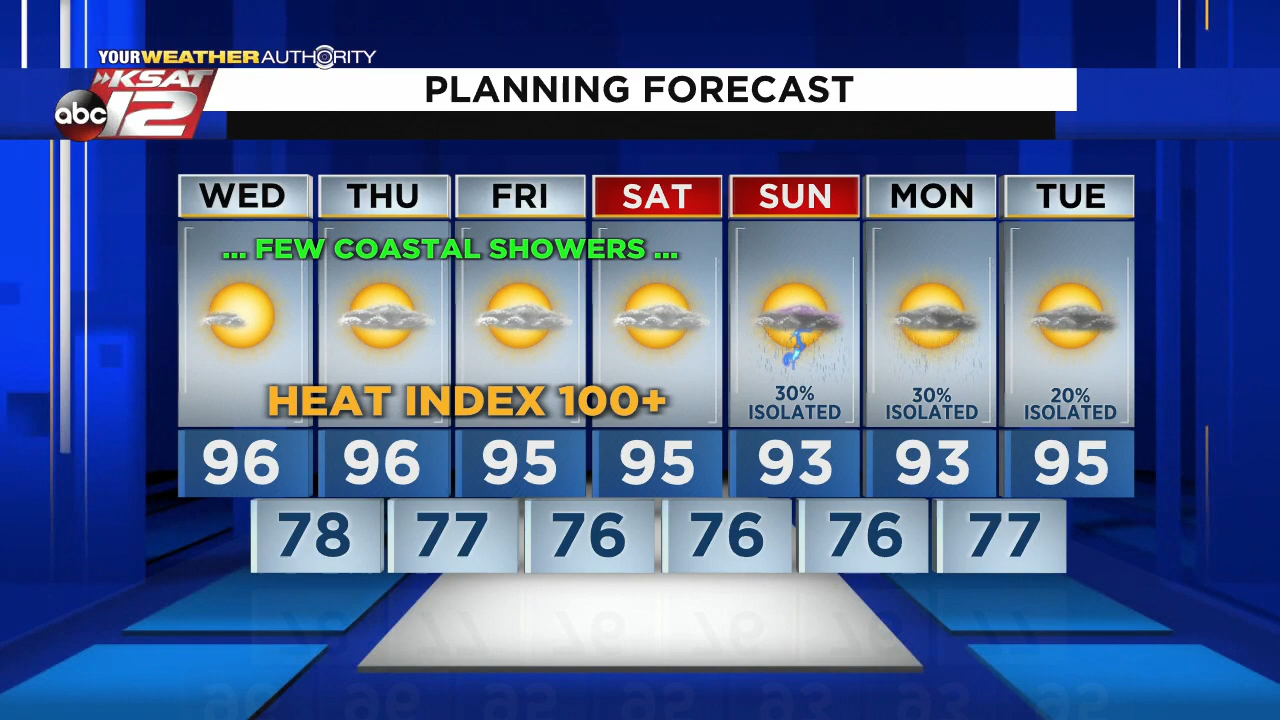 YOURWEATHERAUTHORITY
KSAT
abc 12
PLANNING FORECAST
WED THU FRI SAT SUN MON TUE
... FEW COASTAL SHOWERS ...
HEAT INDEX 100+
30% ISOLATED
30% ISOLATED
20% ISOLATED
96 96 95 95 93 93 95
78 77 76 76 76 77